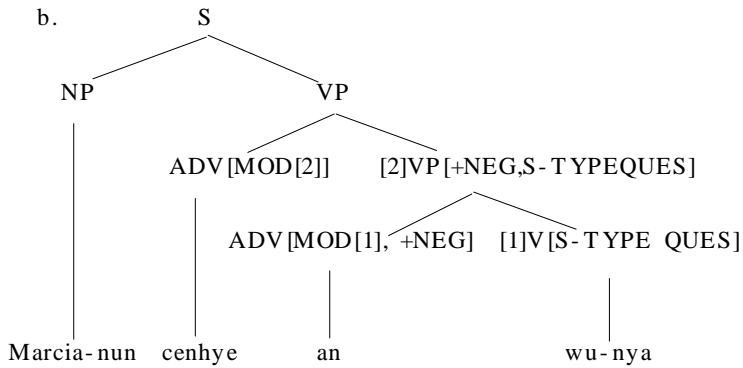 b. S
NP VP
ADV[MOD[2]] [2]VP[+NEG,S-TYPEQUES]
ADV[MOD[1], +NEG] [1]V[S-TYPE QUES]
Marcia-nun cenhye an wu-nya